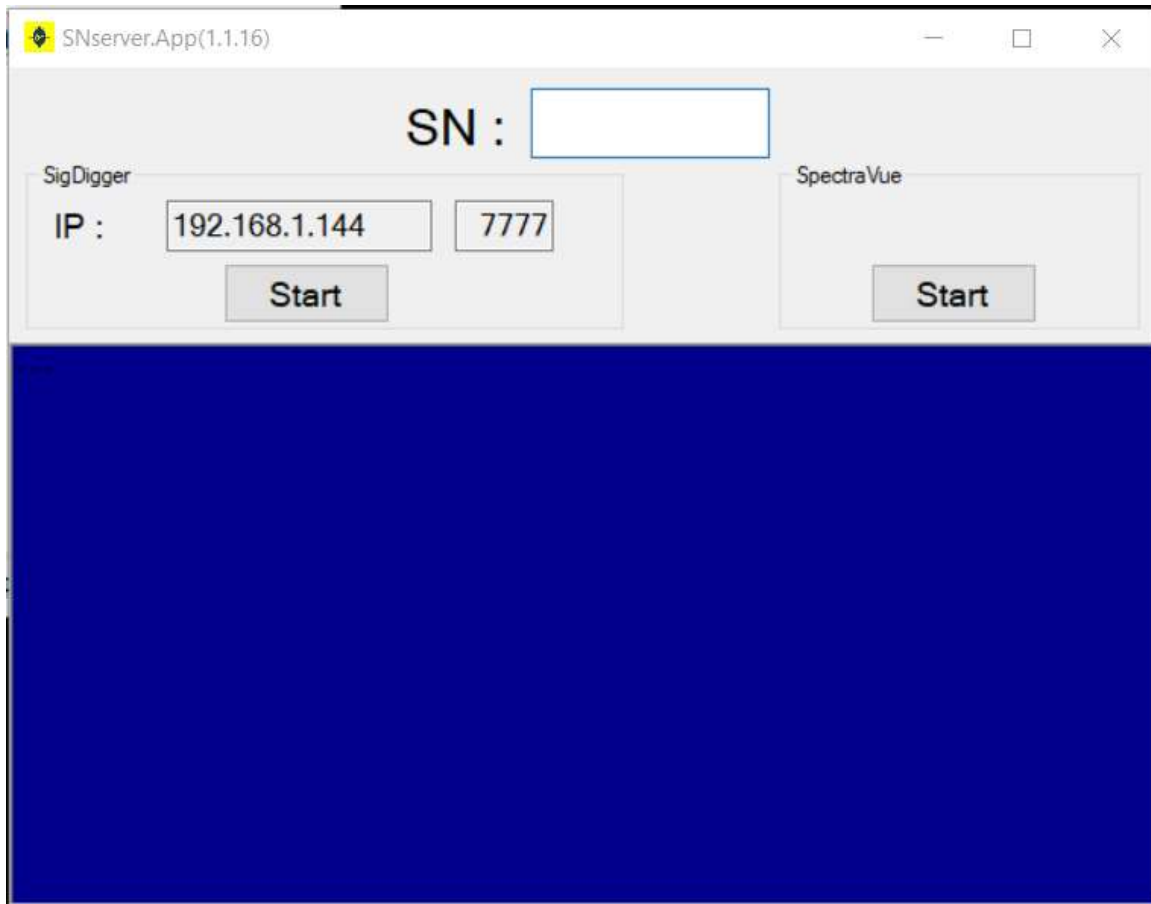 SNserver.App(1.1.16)
SN :
SigDigger
SpectraVue
IP :
192.168.1.144
7777
Start
Start